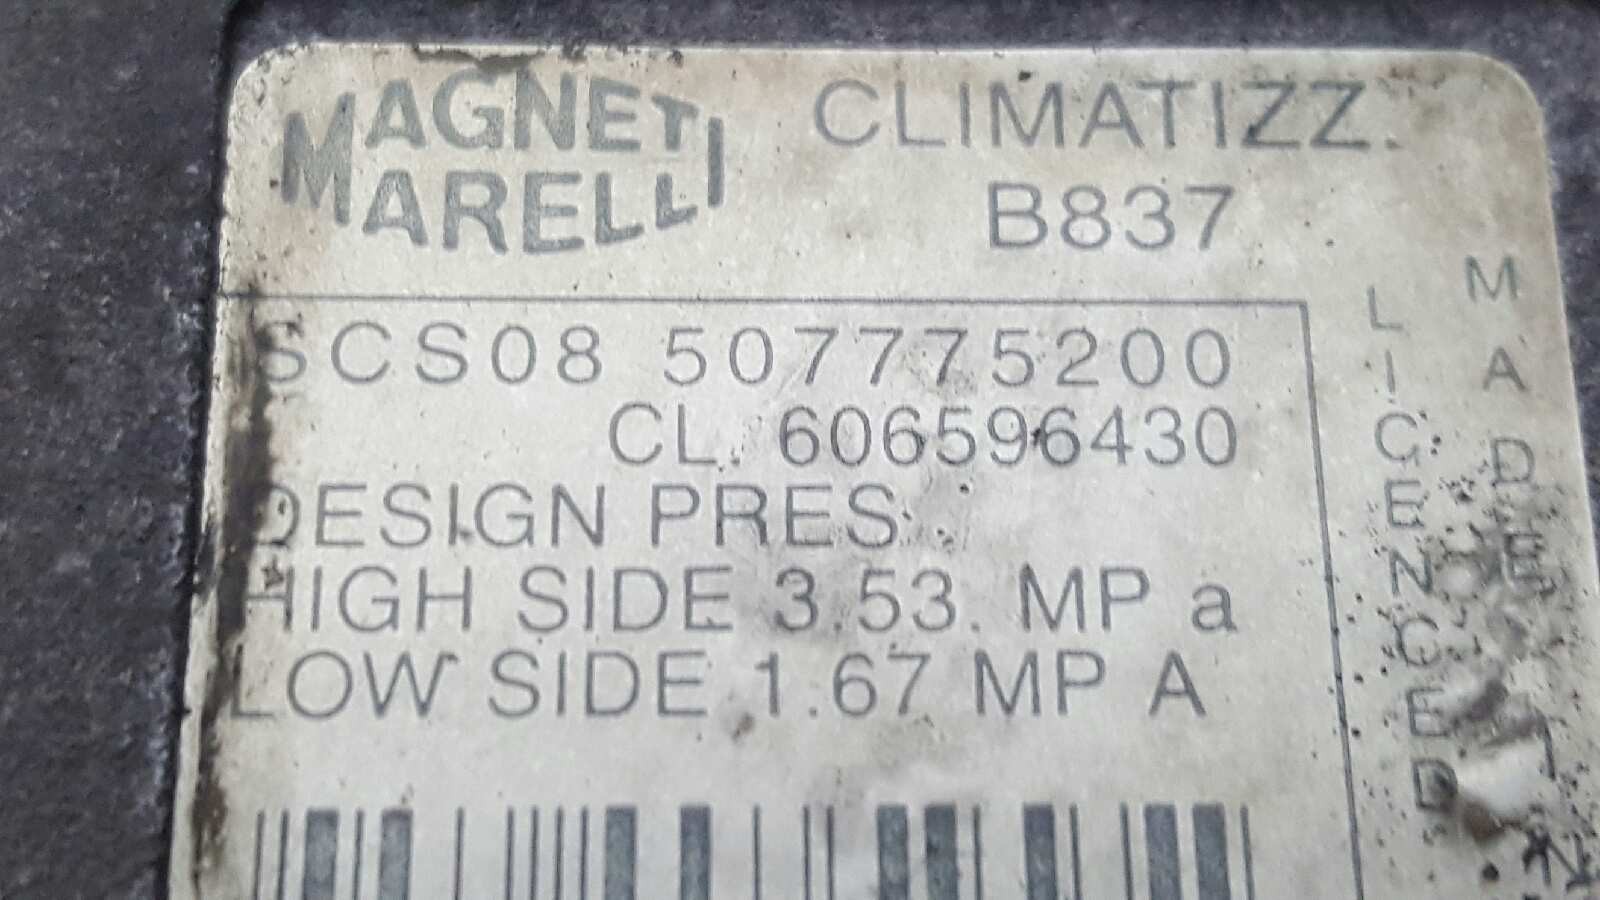 MAGNETI
MARELLI
CLIMATIZZ.
B837
SCS08 507775200
CL. 606596430
DESIGN PRES.
HIGH SIDE 3.53. MP a
LOW SIDE 1.67 MP A
LICENCED
MADE IN